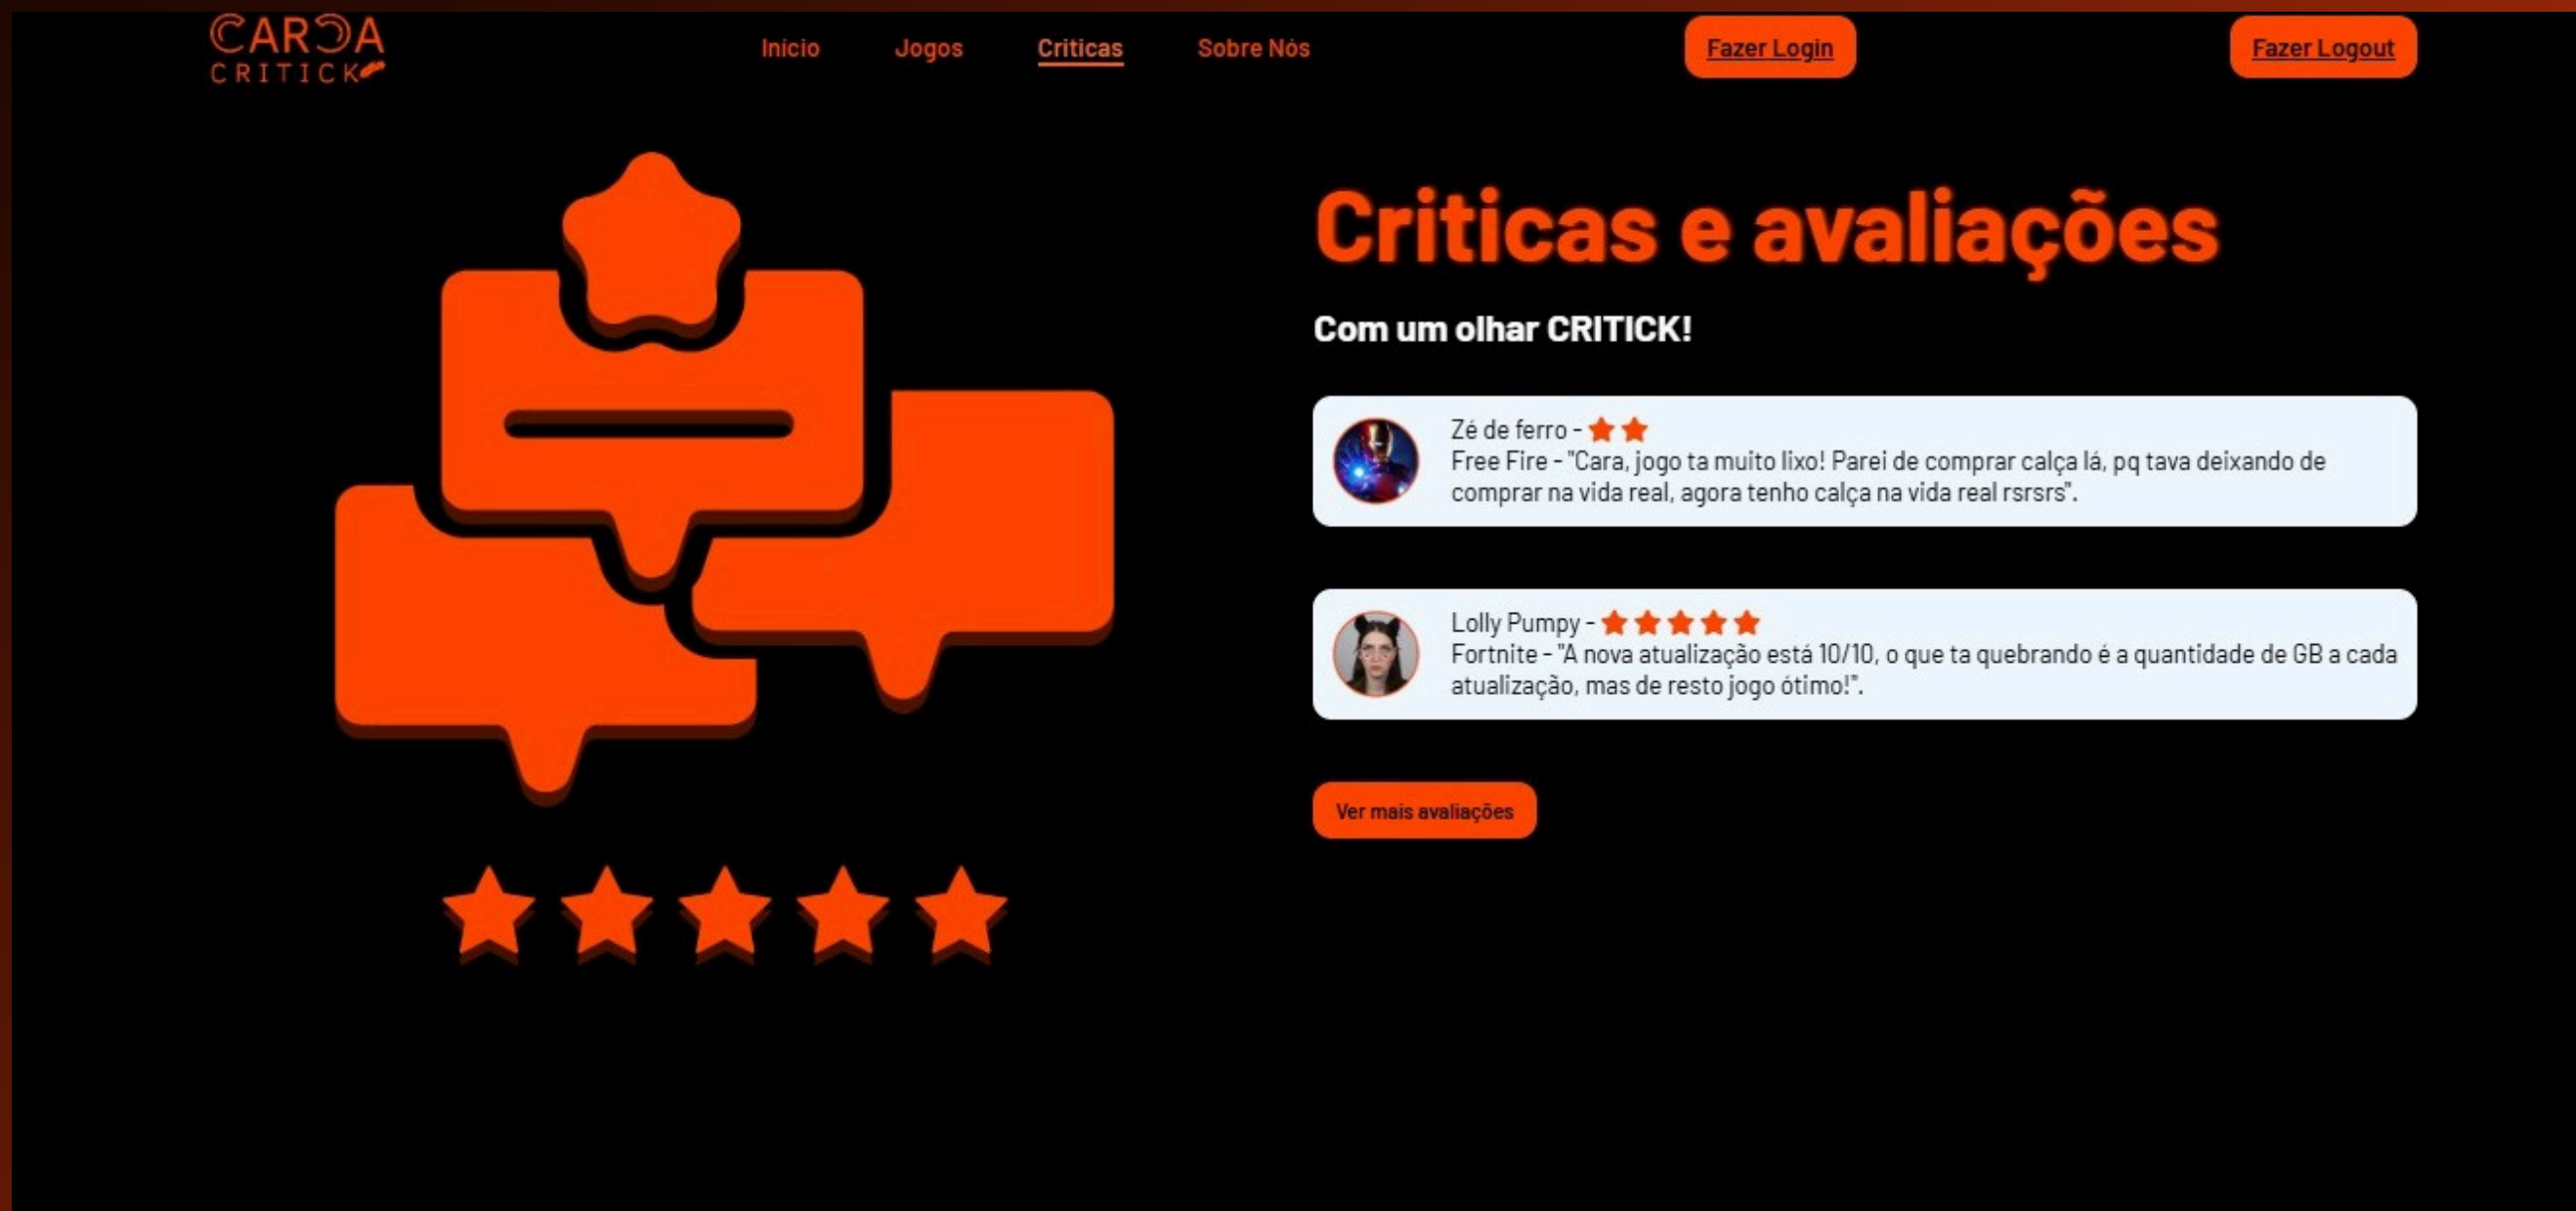 CARCA
CRITICK
Início
Jogos
Criticas
Sobre Nós
Fazer Login
Fazer Logout
Criticas e avaliações
Com um olhar CRITICK!
Zé de ferro -
Free Fire - "Cara, jogo ta muito lixo! Parei de comprar calça lá, pq tava deixando de
comprar na vida real, agora tenho calça na vida real rsrsrs".
Lolly Pumpy -
Fortnite - "A nova atualização está 10/10, o que ta quebrando é a quantidade de GB a cada
atualização, mas de resto jogo ótimo!".
Ver mais avaliações